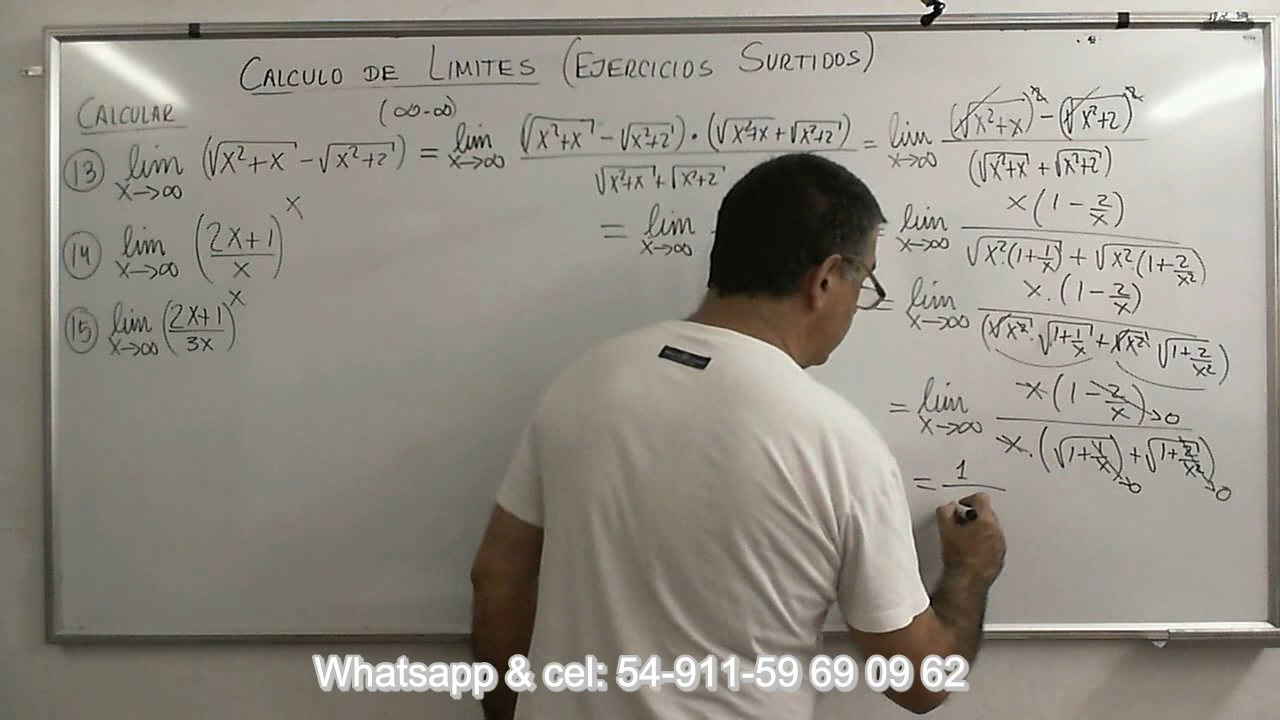 CALCULO DE LIMITES (EJERCICIOS SURTIDOS)
CALCULAR
(∞-∞)
13) lim x→∞ (√(x²+x) - √(x²+2)) = lim x→∞ (√(x²+x) - √(x²+2)) · (√(x²+x) + √(x²+2)) / (√(x²+x) + √(x²+2)) = lim x→∞ ((√(x²+x))² - (√(x²+2))²) / (√(x²+x) + √(x²+2))
= lim x→∞ = lim x→∞ x(1 - 2/x) / (√(x²(1+1/x)) + √(x²·(1+2/x²)))
= lim x→∞ x·(1 - 2/x) / (√x² · √(1+1/x) + √x² √(1+2/x²))
= lim x→∞ x·(1 - 2/x)→0 / x·(√(1+1/x)→0 + √(1+2/x²)→0)
= 1
14) lim x→∞ ((2x+1)/x)^x
15) lim x→∞ ((2x+1)/3x)^x
Whatsapp & cel: 54-911-59 69 09 62